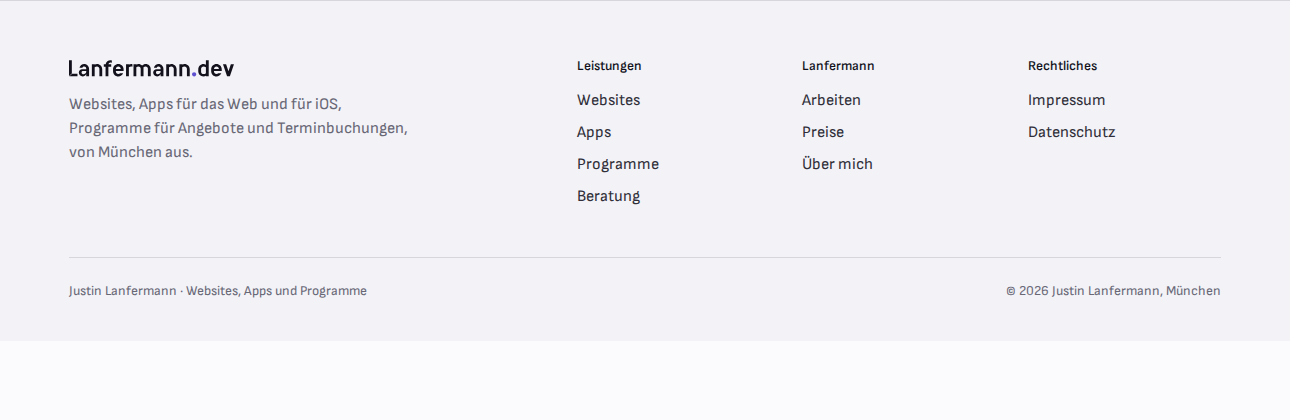 Lanfermann.dev
Websites, Apps für das Web und für iOS,
Programme für Angebote und Terminbuchungen,
von München aus.
Leistungen
Websites
Apps
Programme
Beratung
Lanfermann
Arbeiten
Preise
Über mich
Rechtliches
Impressum
Datenschutz
Justin Lanfermann · Websites, Apps und Programme
© 2026 Justin Lanfermann, München